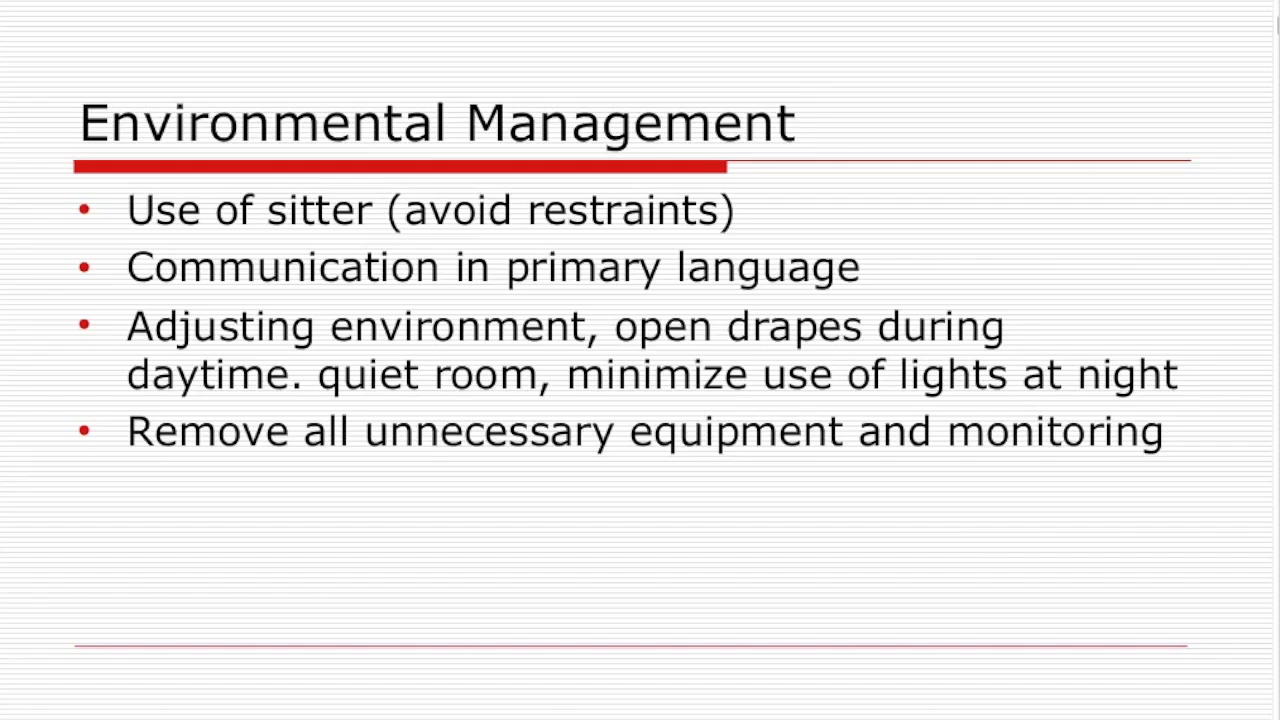 Environmental Management
• Use of sitter (avoid restraints)
• Communication in primary language
• Adjusting environment, open drapes during
daytime. quiet room, minimize use of lights at night
• Remove all unnecessary equipment and monitoring